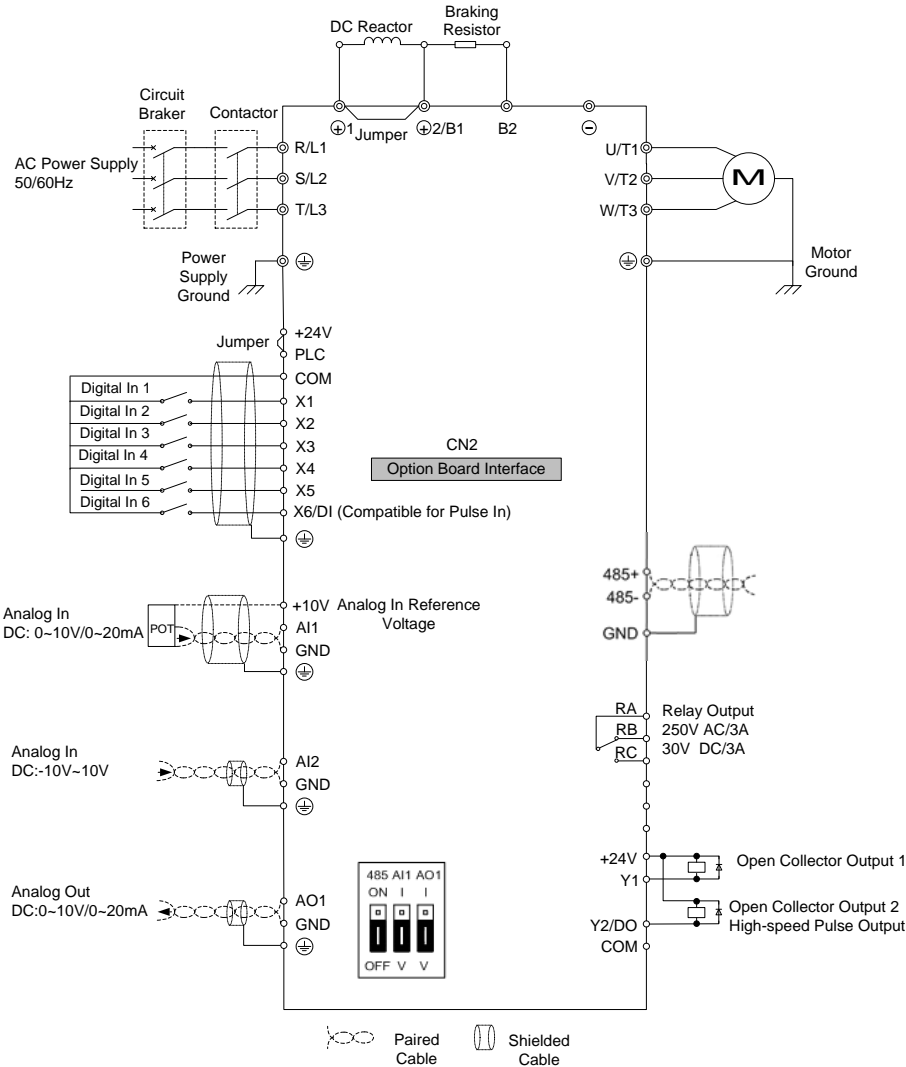 DC Reactor
Braking
Resistor
Circuit
Braker
Contactor
⊕1
Jumper
⊕2/B1
B2
⊖
AC Power Supply
50/60Hz
R/L1
S/L2
T/L3
U/T1
V/T2
W/T3
M
Power
Supply
Ground
Motor
Ground
Jumper
+24V
PLC
COM
Digital In 1
X1
Digital In 2
X2
Digital In 3
X3
Digital In 4
X4
Digital In 5
X5
Digital In 6
X6/DI (Compatible for Pulse In)
CN2
Option Board Interface
485+
485-
GND
Analog In
DC: 0~10V/0~20mA
POT
+10V Analog In Reference
Voltage
AI1
GND
RA
RB
RC
Relay Output
250V AC/3A
30V DC/3A
Analog In
DC:-10V~10V
AI2
GND
+24V
Y1
Open Collector Output 1
Y2/DO
COM
Open Collector Output 2
High-speed Pulse Output
Analog Out
DC:0~10V/0~20mA
AO1
GND
485 AI1 AO1
ON I I
OFF V V
Paired
Cable
Shielded
Cable